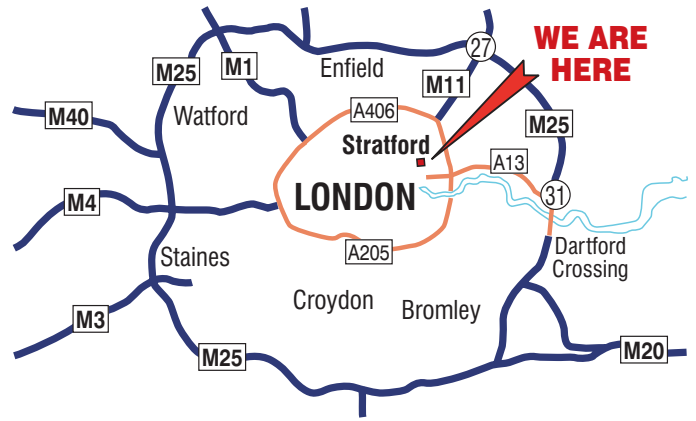 27
WE ARE
HERE
M25
M1
Enfield
M11
M40
Watford
A406
M25
Stratford
A13
M4
LONDON
31
Staines
A205
Dartford
Crossing
Croydon
Bromley
M3
M25
M20